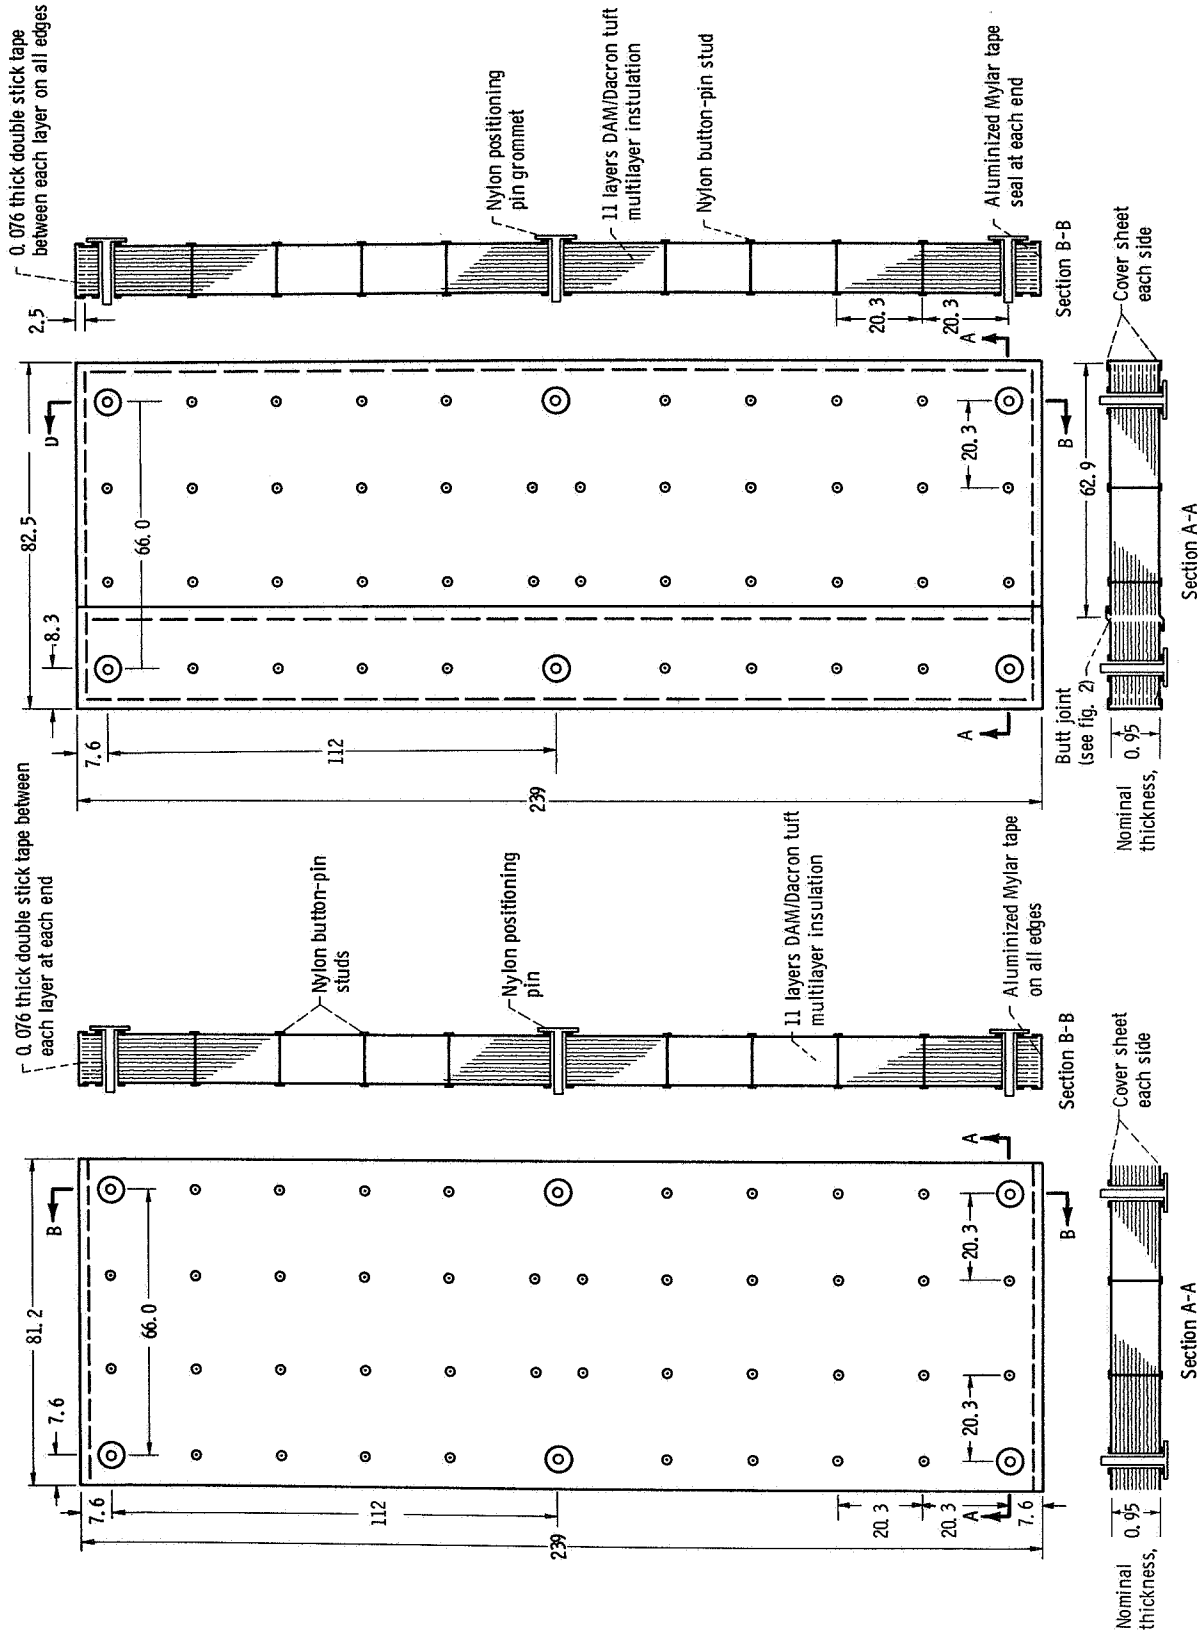 0.076 thick double stick tape between
each layer at each end
81.2
7.6
B
7.6
66.0
112
239
Nylon button-pin
studs
Nylon positioning
pin
11 layers DAM/Dacron tuft
multilayer insulation
20.3
20.3
20.3
20.3
A
A
7.6
B
Section B-B
Aluminized Mylar tape
on all edges
Nominal
thickness,
0.95
Cover sheet
each side
Section A-A
0.076 thick double stick tape
between each layer on all edges
2.5
82.5
8.3
D
7.6
66.0
112
239
Nylon positioning
pin grommet
11 layers DAM/Dacron tuft
multilayer instulation
Nylon button-pin stud
20.3
20.3
20.3
A
A
B
Section B-B
Aluminized Mylar tape
seal at each end
Butt joint
(see fig. 2)
62.9
Nominal
thickness,
0.95
Cover sheet
each side
Section A-A